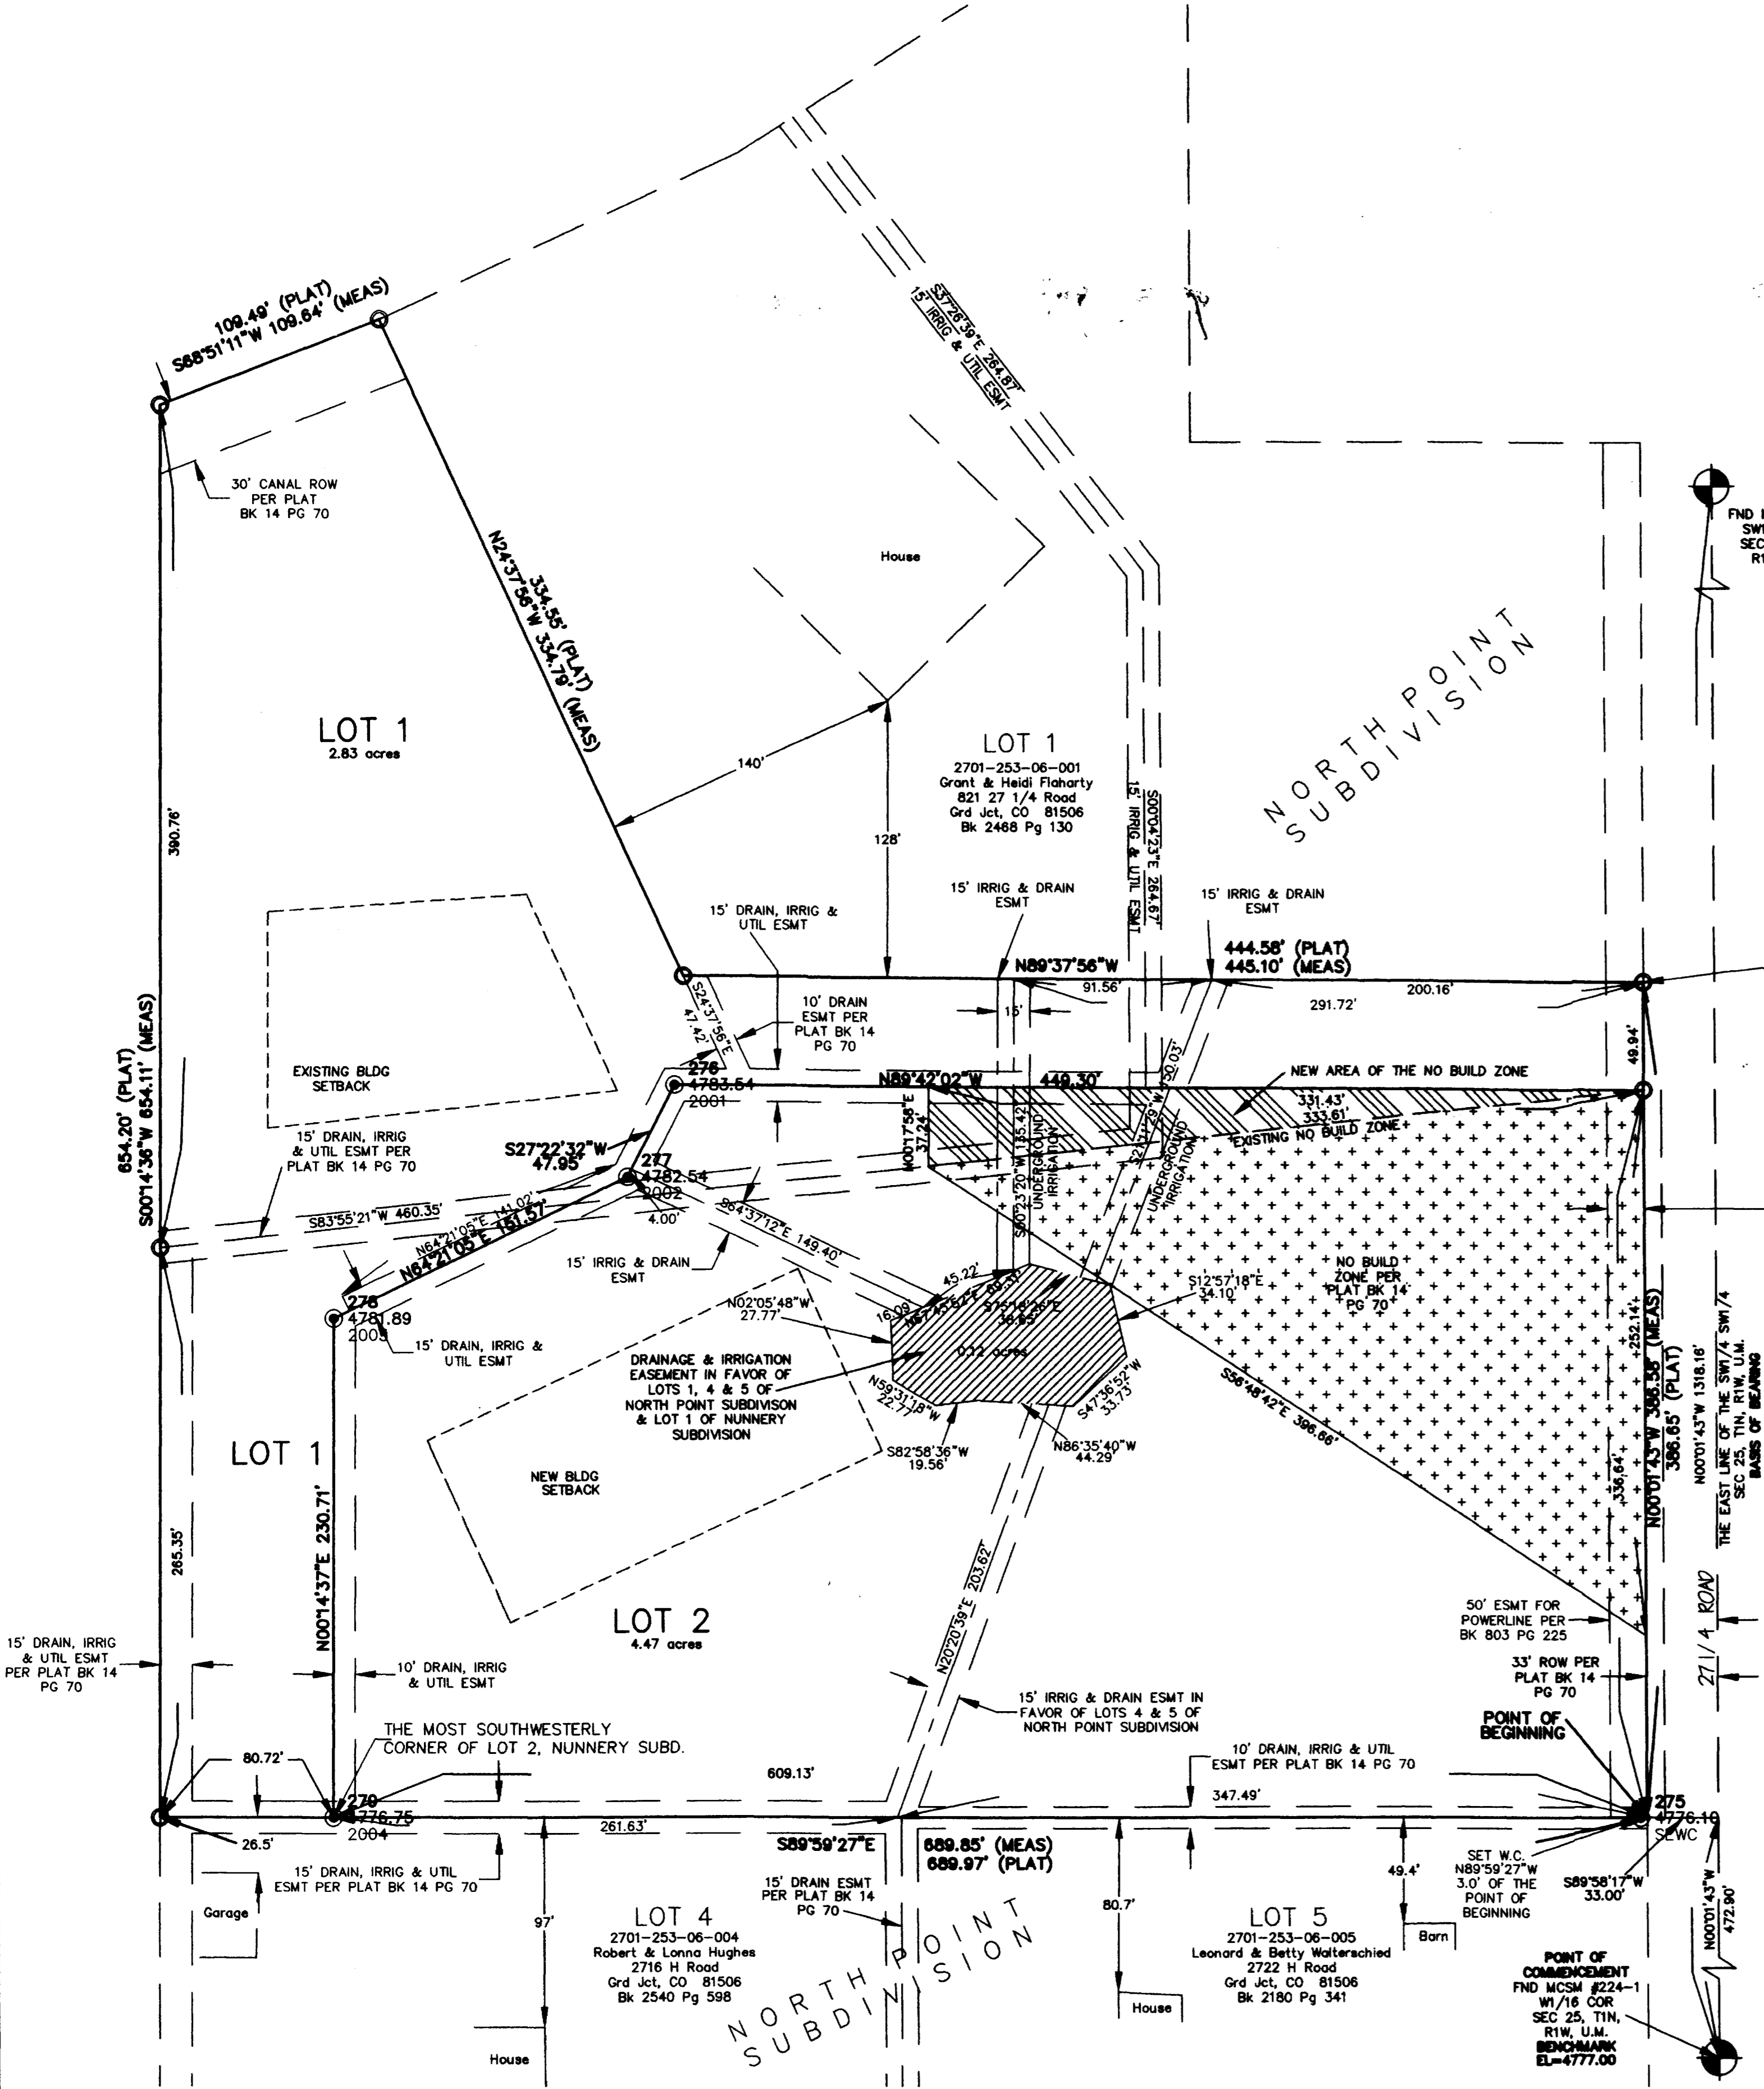 109.49' (PLAT)
S68°51'11"W 109.64' (MEAS)
30' CANAL ROW
PER PLAT
BK 14 PG 70
S37°26'39"E 264.87'
15' IRRIG & UTIL ESMT
House
FND
SEC
334.55' (PLAT)
N24°37'56"W 334.79' (MEAS)
NORTH POINT
SUBDIVISION
LOT 1
2.83 acres
140'
128'
LOT 1
2701-253-06-001
Grant & Heidi Flaharty
821 27 1/4 Road
Grd Jct, CO 81506
Bk 2468 Pg 130
S00°04'23"E 264.67'
15' IRRIG & UTIL ESMT
390.76'
15' IRRIG & DRAIN
ESMT
15' IRRIG & DRAIN
ESMT
15' DRAIN, IRRIG &
UTIL ESMT
N89°37'56"W
444.58' (PLAT)
445.10' (MEAS)
91.56'
200.16'
291.72'
15'
S24°37'56"E
47.42'
10' DRAIN
ESMT PER
PLAT BK 14
PG 70
49.94'
654.20' (PLAT)
S00°14'36"W 654.11' (MEAS)
EXISTING BLDG
SETBACK
276
4783.54
2001
N89°42'02"W 449.30'
NEW AREA OF THE NO BUILD ZONE
331.43'
333.61'
EXISTING NO BUILD ZONE
N00°17'58"E
37.24'
S00°23'20"W 135.42'
UNDERGROUND
IRRIGATION
S21°11'29"W 150.03'
UNDERGROUND
IRRIGATION
15' DRAIN, IRRIG
& UTIL ESMT PER
PLAT BK 14 PG 70
S27°22'32"W
47.95'
277
4782.54
2002
4.00'
S83°55'21"W 460.35'
N64°21'05"E 141.02'
N64°21'05"E 151.57'
S64°37'12"E 149.40'
15' IRRIG & DRAIN
ESMT
278
4781.89
2003
15' DRAIN, IRRIG &
UTIL ESMT
N02°05'48"W
27.77'
16.09'
45.22'
0.12 acres
S12°57'18"E
34.10'
NO BUILD
ZONE PER
PLAT BK 14
PG 70
DRAINAGE & IRRIGATION
EASEMENT IN FAVOR OF
LOTS 1, 4 & 5 OF
NORTH POINT SUBDIVISON
& LOT 1 OF NUNNERY
SUBDIVISION
N59°31'18"W
22.77'
S82°58'36"W
19.56'
N86°35'40"W
44.29'
S47°36'52"W
33.73'
S56°48'42"E 396.66'
252.14'
336.64'
N00°01'43"W 386.58' (MEAS)
386.65' (PLAT)
N00°01'43"W 1318.16'
THE EAST LINE OF THE SW1/4 SW1/4
SEC 25, T1N, R1W, U.M.
BASIS OF BEARING
LOT 1
NEW BLDG
SETBACK
265.35'
N00°14'37"E 230.71'
LOT 2
4.47 acres
N20°20'39"E 203.62'
15' DRAIN, IRRIG
& UTIL ESMT
PER PLAT BK 14
PG 70
10' DRAIN, IRRIG
& UTIL ESMT
15' IRRIG & DRAIN ESMT IN
FAVOR OF LOTS 4 & 5 OF
NORTH POINT SUBDIVISION
50' ESMT FOR
POWERLINE PER
BK 803 PG 225
33' ROW PER
PLAT BK 14
PG 70
27 1/4 ROAD
POINT OF
BEGINNING
THE MOST SOUTHWESTERLY
CORNER OF LOT 2, NUNNERY SUBD.
80.72'
609.13'
10' DRAIN, IRRIG & UTIL
ESMT PER PLAT BK 14 PG 70
347.49'
4776.75
2004
275
SEWC
26.5'
261.63'
S89°59'27"E
689.85' (MEAS)
689.97' (PLAT)
15' DRAIN, IRRIG & UTIL
ESMT PER PLAT BK 14 PG 70
Garage
97'
15' DRAIN ESMT
PER PLAT BK 14
PG 70
80.7'
49.4'
SET W.C.
N89°59'27"W
3.0' OF THE
POINT OF
BEGINNING
S89°58'17"W
33.00'
N00°01'43"W
472.90'
LOT 4
2701-253-06-004
Robert & Lonna Hughes
2716 H Road
Grd Jct, CO 81506
Bk 2540 Pg 598
NORTH POINT
SUBDIVISION
LOT 5
2701-253-06-005
Leonard & Betty Walterschied
2722 H Road
Grd Jct, CO 81506
Bk 2180 Pg 341
Barn
House
House
POINT OF
COMMENCEMENT
FND MCSM #224-1
W1/16 COR
SEC 25, T1N,
R1W, U.M.
BENCHMARK
EL=4777.00